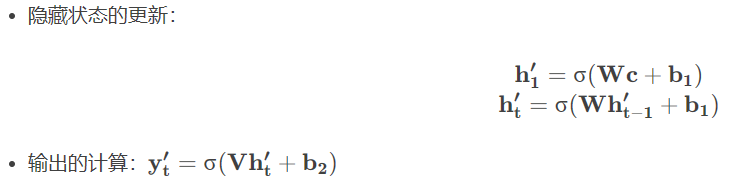 • 隐藏状态的更新：
h′₁ = σ(Wc + b₁)
h′ₜ = σ(Wh′ₜ₋₁ + b₁)
• 输出的计算：y′ₜ = σ(Vh′ₜ + b₂)